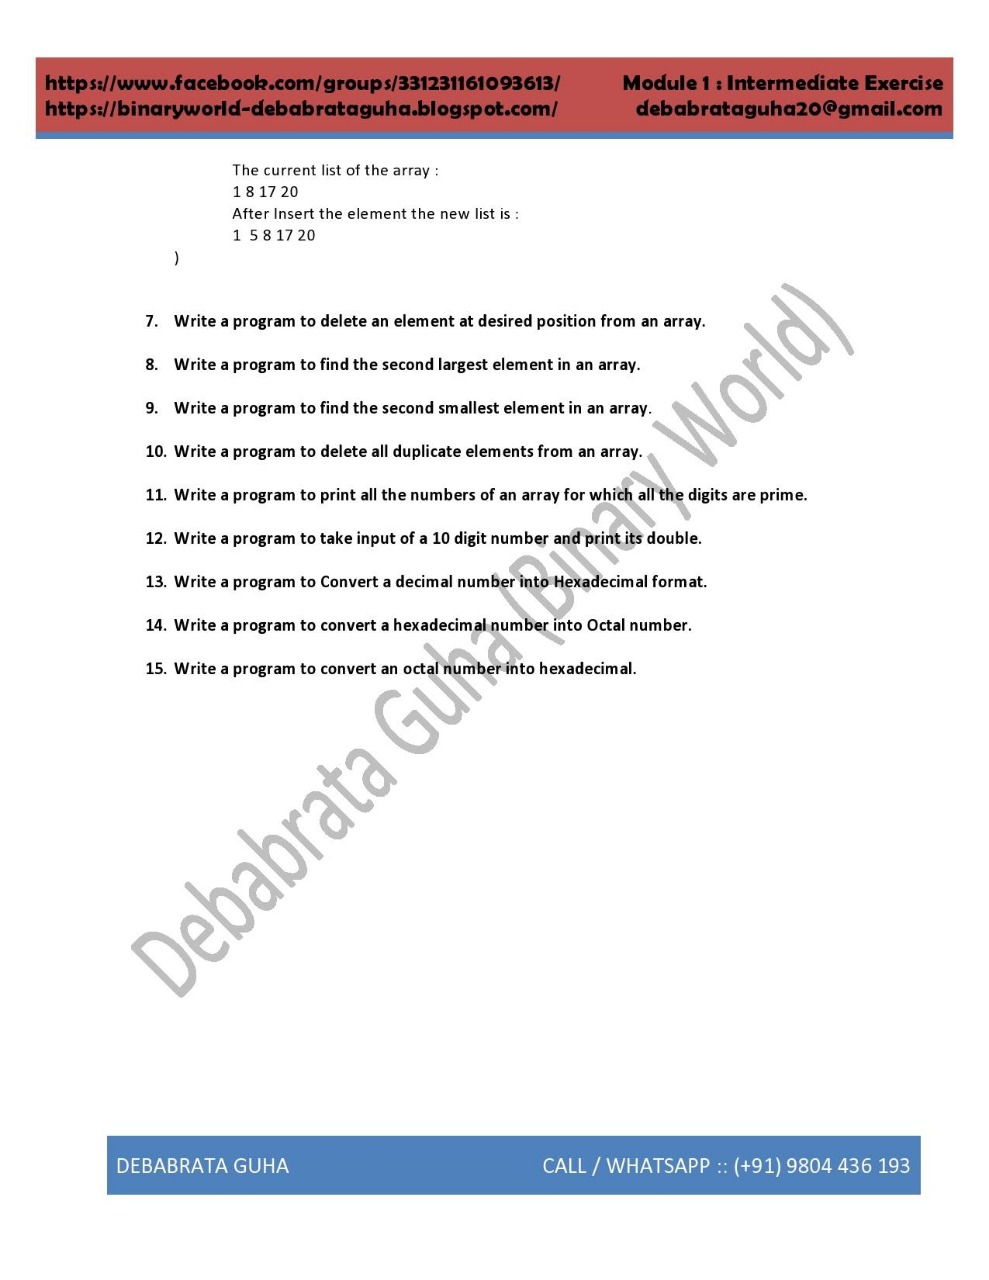 https://www.facebook.com/groups/331231161093613/ Module 1 : Intermediate Exercise
https://binaryworld-debabrataguha.blogspot.com/ debabrataguha20@gmail.com
The current list of the array :
1 8 17 20
After Insert the element the new list is :
1 5 8 17 20
)
7. Write a program to delete an element at desired position from an array.
8. Write a program to find the second largest element in an array.
9. Write a program to find the second smallest element in an array.
10. Write a program to delete all duplicate elements from an array.
11. Write a program to print all the numbers of an array for which all the digits are prime.
12. Write a program to take input of a 10 digit number and print its double.
13. Write a program to Convert a decimal number into Hexadecimal format.
14. Write a program to convert a hexadecimal number into Octal number.
15. Write a program to convert an octal number into hexadecimal.
Debabrata Guha (Binary World)
DEBABRATA GUHA CALL / WHATSAPP :: (+91) 9804 436 193